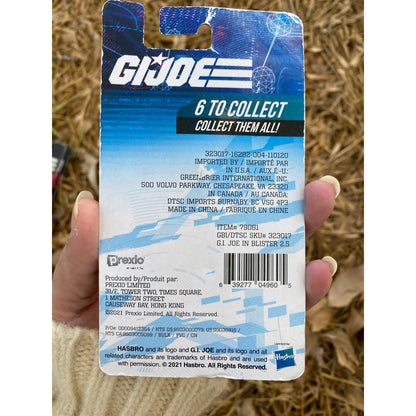 GI JOE
6 TO COLLECT
COLLECT THEM ALL!
323017-16282-004-110120
IMPORTED BY / IMPORTÉ PAR
IN U.S.A. / AUX É.-U.:
GREENBRIER INTERNATIONAL, INC.
500 VOLVO PARKWAY, CHESAPEAKE, VA 23320
IN CANADA / AU CANADA:
DTSC IMPORTS BURNABY, BC V5G 4P3
MADE IN CHINA / FABRIQUÉ EN CHINE
ITEM# 79081
GBI/DTSC SKU# 323017
G.I. JOE IN BLISTER 2.5
Prexio
Produced by/Produit par:
PREXIO LIMITED
31/F, TOWER TWO, TIMES SQUARE,
1 MATHESON STREET
CAUSEWAY BAY, HONG KONG
©2021 Prexio Limited. All Rights Reserved.
6 39277 04960 5
HASBRO and its logo and G.I. JOE and its logo and all
related characters are trademarks of Hasbro and are used
with permission. © 2021 Hasbro. All Rights Reserved.
Licensed by:
Hasbro